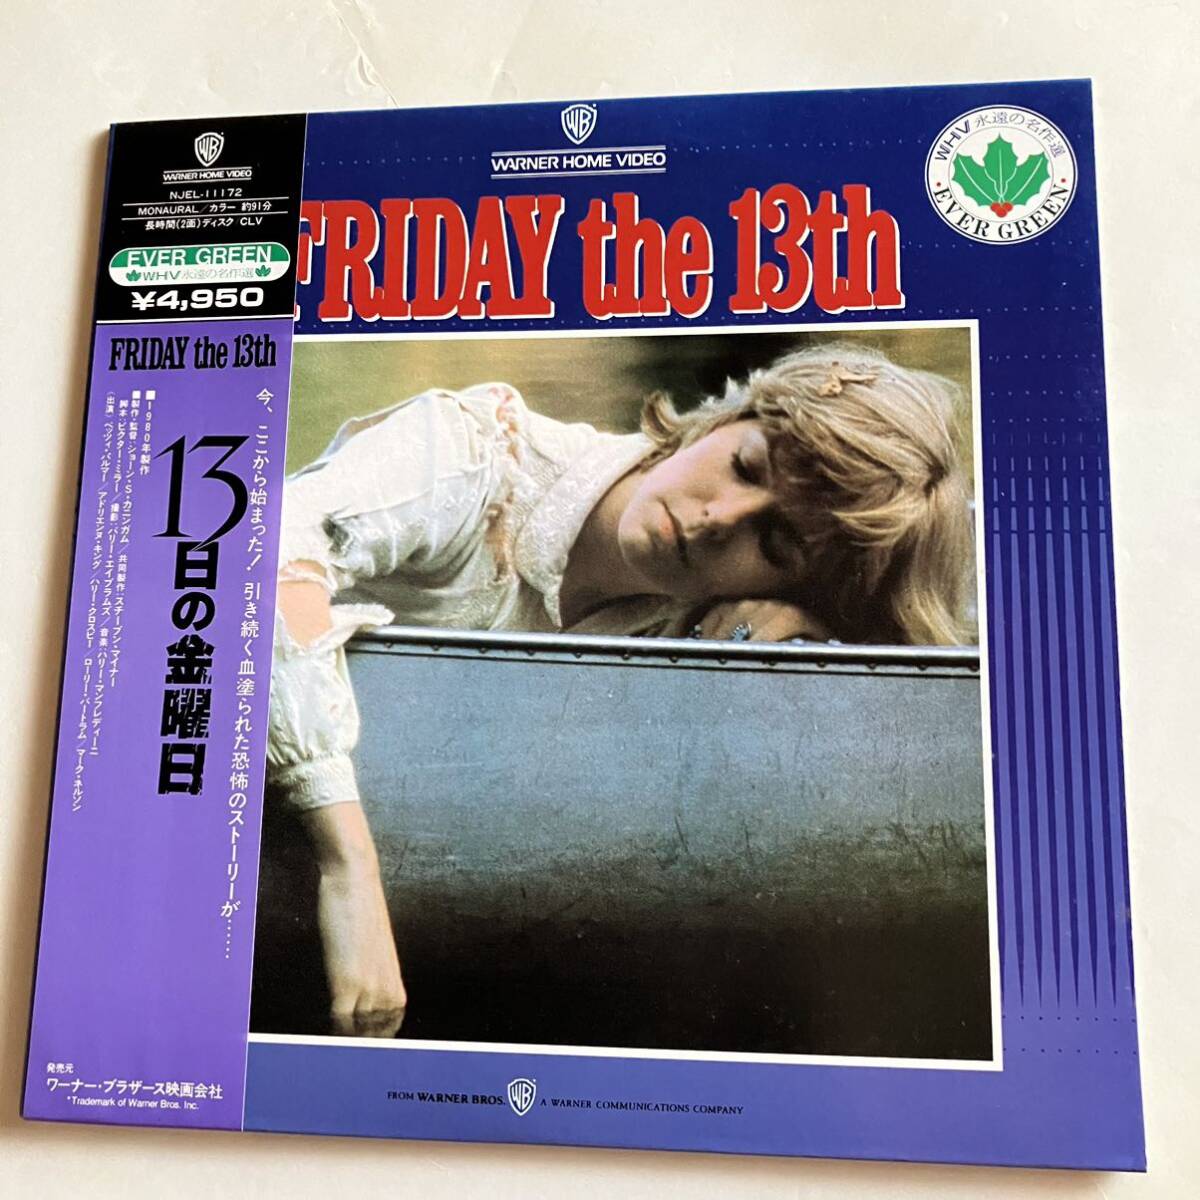 WB
WARNER HOME VIDEO
NJEL-11172
MONAURAL/カラー 約91分
長時間(2面)ディスク CLV
EVER GREEN
WHV永遠の名作選
¥4,950
FRIDAY the 13th
13日の金曜日
■1980年製作
■製作・監督:ショーン・S・カニンガム/共同製作:スチーブン・マイナー
脚本:ビクター・ミラー/撮影:バリー・エイブラムズ/音楽:ハリー・マンフレディーニ
(出演)ベッツィ・パルマー/アドリエンヌ・キング/ハリー・クロスビー/ローリー・バートラム/マーク・ネルソン
今、ここから始まった! 引き続く血塗られた恐怖のストーリーが……
発売元
ワーナー・ブラザース映画会社
*Trademark of Warner Bros. Inc.
WB
WARNER HOME VIDEO
WHV永遠の名作選
・EVER GREEN・
FRIDAY the 13th
FROM WARNER BROS. WB A WARNER COMMUNICATIONS COMPANY